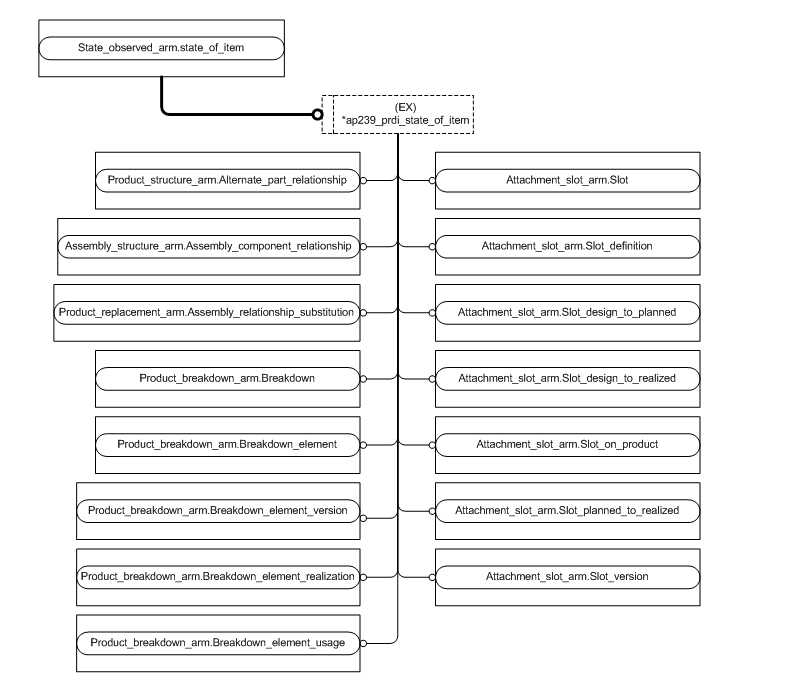 State_observed_arm.state_of_item
(EX)
*ap239_prdi_state_of_item
Product_structure_arm.Alternate_part_relationship
Attachment_slot_arm.Slot
Assembly_structure_arm.Assembly_component_relationship
Attachment_slot_arm.Slot_definition
Product_replacement_arm.Assembly_relationship_substitution
Attachment_slot_arm.Slot_design_to_planned
Product_breakdown_arm.Breakdown
Attachment_slot_arm.Slot_design_to_realized
Product_breakdown_arm.Breakdown_element
Attachment_slot_arm.Slot_on_product
Product_breakdown_arm.Breakdown_element_version
Attachment_slot_arm.Slot_planned_to_realized
Product_breakdown_arm.Breakdown_element_realization
Attachment_slot_arm.Slot_version
Product_breakdown_arm.Breakdown_element_usage